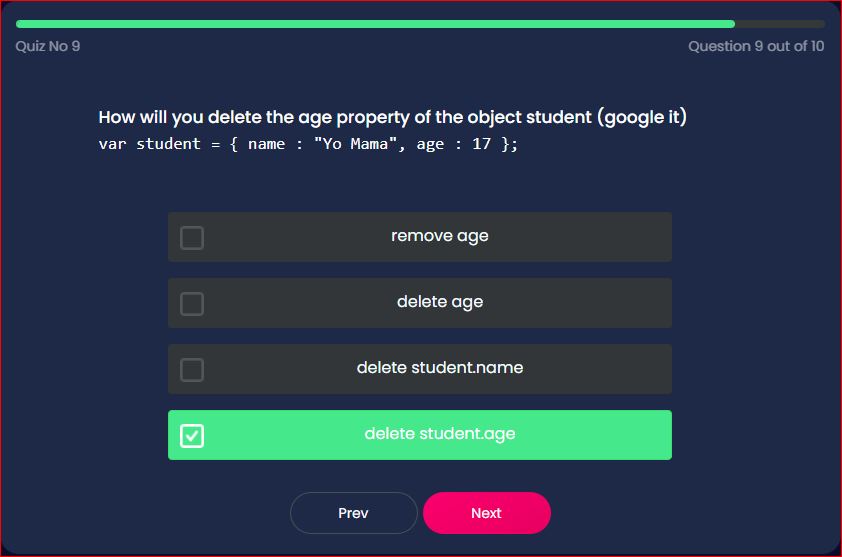 Quiz No 9
Question 9 out of 10
How will you delete the age property of the object student (google it)
var student = { name : "Yo Mama", age : 17 };
remove age
delete age
delete student.name
delete student.age
Prev
Next